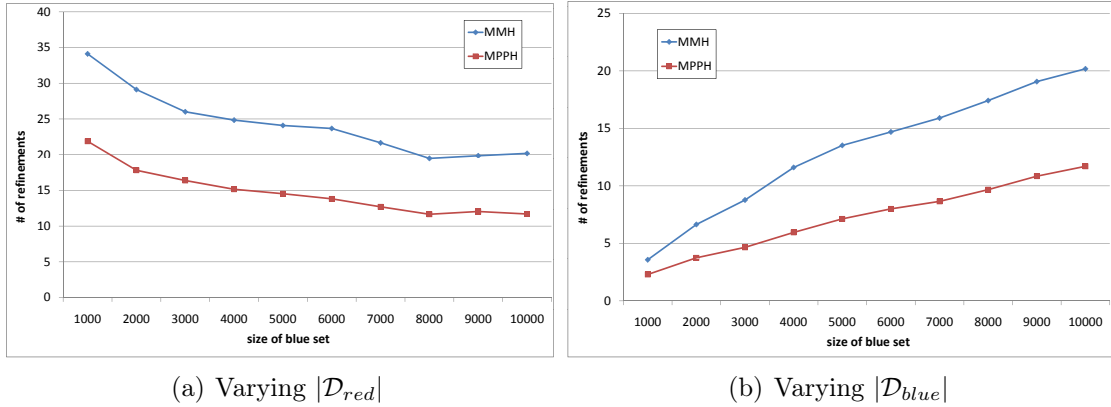 40
35
30
25
20
15
10
5
0
# of refinements
MMH
MPPH
1000 2000 3000 4000 5000 6000 7000 8000 9000 10000
size of blue set
(a) Varying |𝒟red|
25
20
15
10
5
0
# of refinements
MMH
MPPH
1000 2000 3000 4000 5000 6000 7000 8000 9000 10000
size of blue set
(b) Varying |𝒟blue|